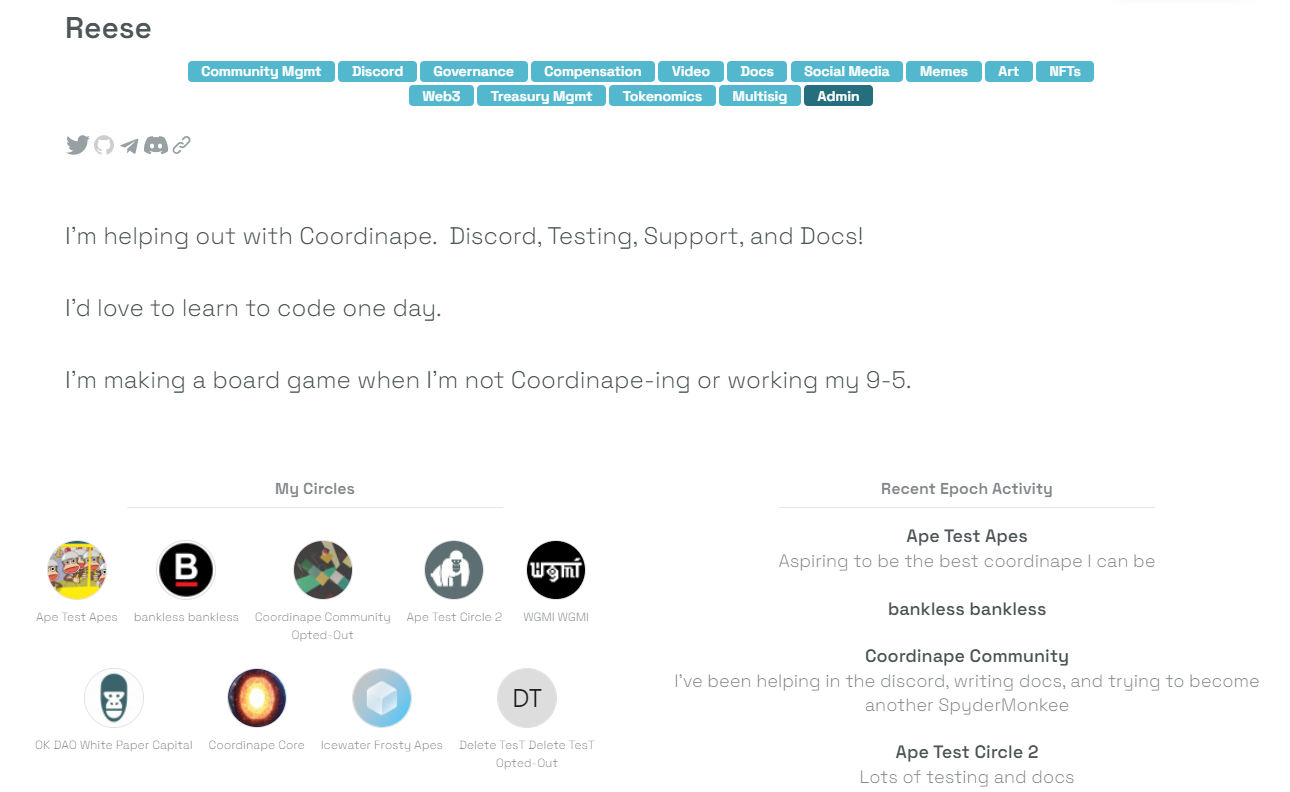 Reese
Community Mgmt Discord Governance Compensation Video Docs Social Media Memes Art NFTs
Web3 Treasury Mgmt Tokenomics Multisig Admin
I'm helping out with Coordinape.  Discord, Testing, Support, and Docs!
I'd love to learn to code one day.
I'm making a board game when I'm not Coordinape-ing or working my 9-5.
My Circles
B
wgmi
Ape Test Apes
bankless bankless
Coordinape Community
Opted-Out
Ape Test Circle 2
WGMI WGMI
DT
OK DAO White Paper Capital
Coordinape Core
Icewater Frosty Apes
Delete TesT Delete TesT
Opted-Out
Recent Epoch Activity
Ape Test Apes
Aspiring to be the best coordinape I can be
bankless bankless
Coordinape Community
I've been helping in the discord, writing docs, and trying to become
another SpyderMonkee
Ape Test Circle 2
Lots of testing and docs